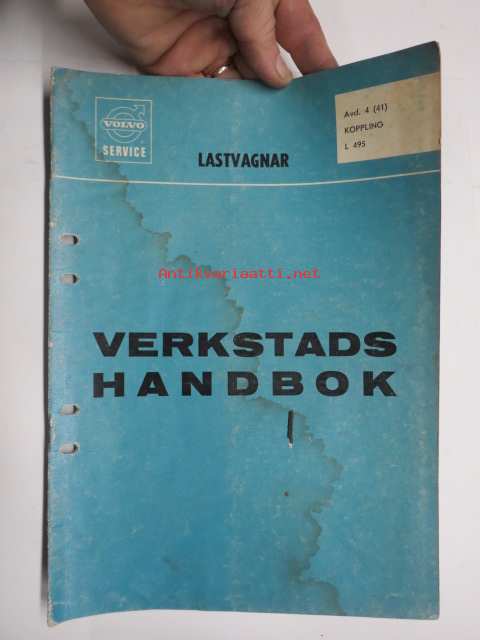 VOLVO
SERVICE
LASTVAGNAR
Avd. 4 (41)
KOPPLING
L 495
Antikvariaatti.net
VERKSTADS
HANDBOK